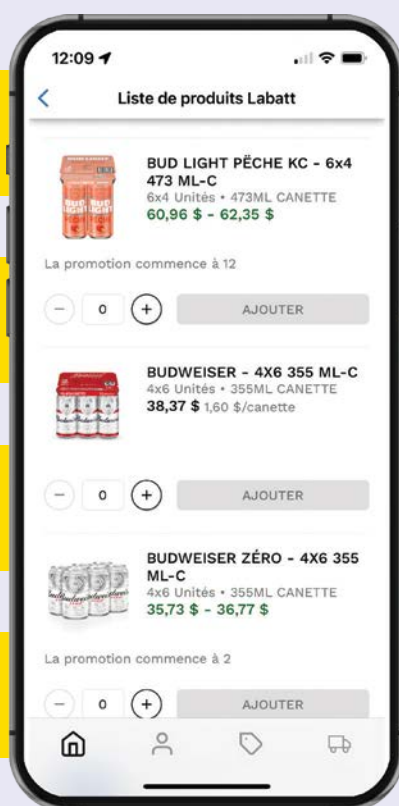 12:09
Liste de produits Labatt
BUD LIGHT PËCHE KC - 6x4
473 ML-C
6x4 Unités • 473ML CANETTE
60,96 $ - 62,35 $
La promotion commence à 12
0
AJOUTER
BUDWEISER - 4X6 355 ML-C
4x6 Unités • 355ML CANETTE
38,37 $ 1,60 $/canette
0
AJOUTER
BUDWEISER ZÉRO - 4X6 355
ML-C
4x6 Unités • 355ML CANETTE
35,73 $ - 36,77 $
La promotion commence à 2
0
AJOUTER